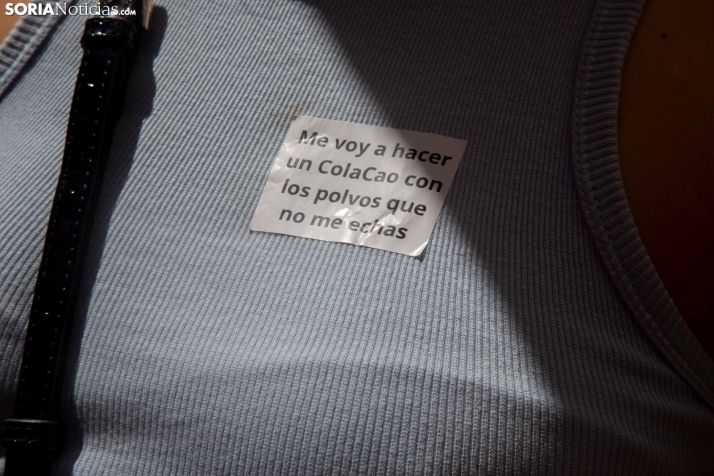 SORIANoticias.com
Me voy a hacer
un ColaCao con
los polvos que
no me echas